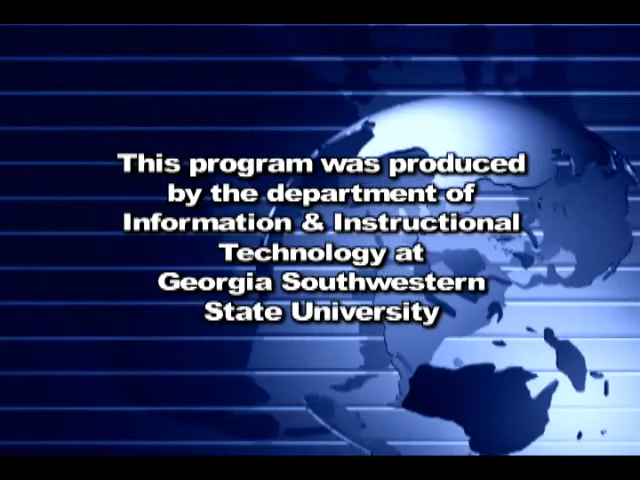 This program was produced
by the department of
Information & Instructional
Technology at
Georgia Southwestern
State University